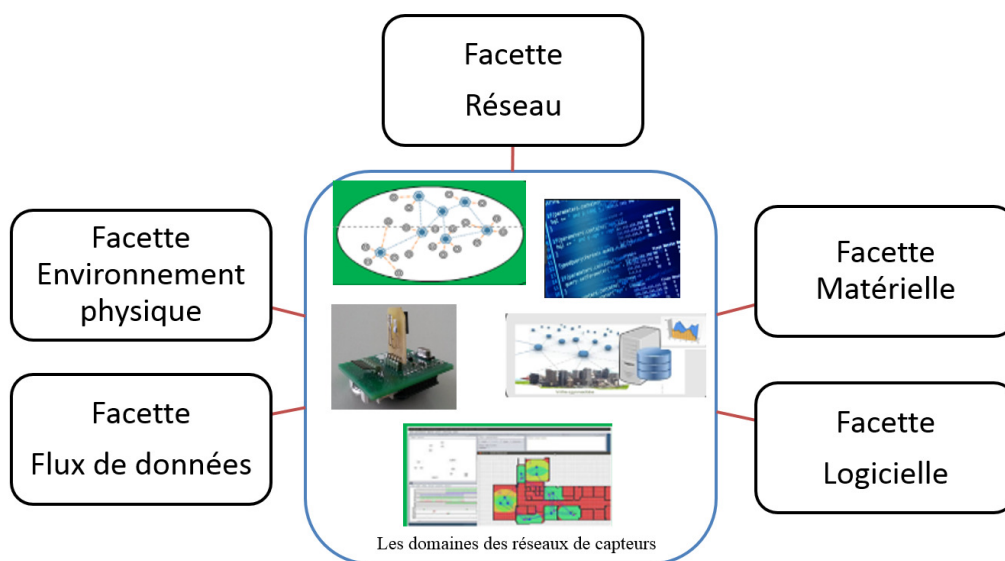 Facette
Réseau
Facette
Environnement
physique
Facette
Matérielle
Facette
Flux de données
Facette
Logicielle
Les domaines des réseaux de capteurs